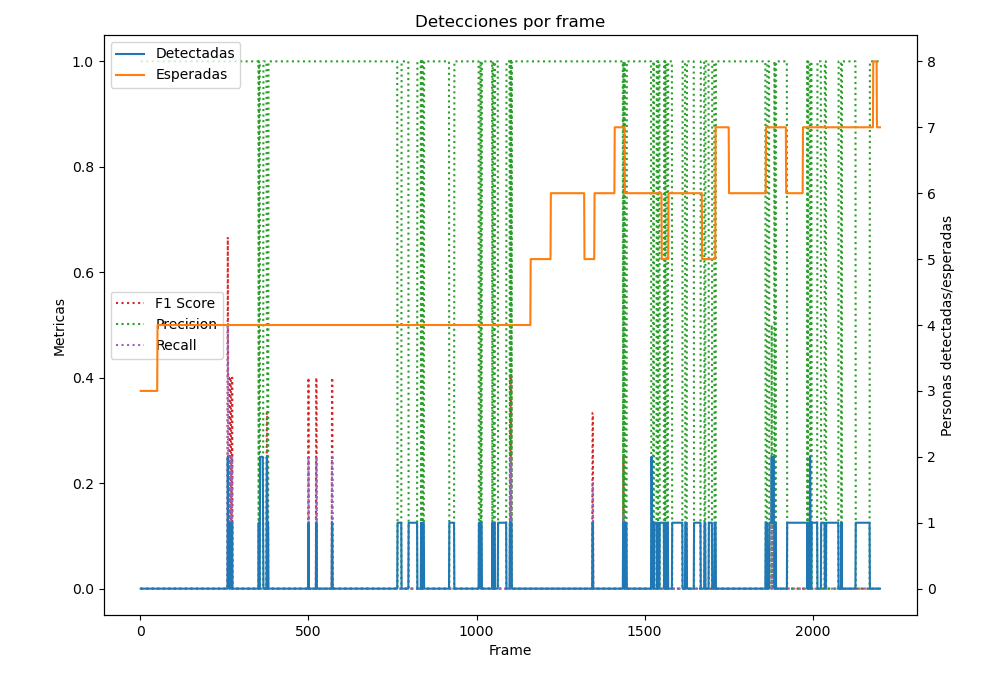 Detecciones por frame
Detectadas
Esperadas
F1 Score
Precision
Recall
Metricas
1.0
0.8
0.6
0.4
0.2
0.0
8
7
6
5
4
3
2
1
0
Personas detectadas/esperadas
0
500
1000
1500
2000
Frame